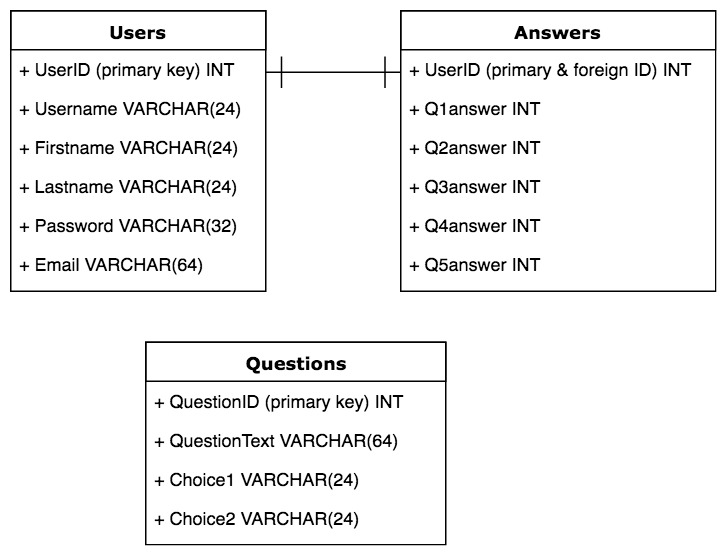 Users
+ UserID (primary key) INT
+ Username VARCHAR(24)
+ Firstname VARCHAR(24)
+ Lastname VARCHAR(24)
+ Password VARCHAR(32)
+ Email VARCHAR(64)
Answers
+ UserID (primary & foreign ID) INT
+ Q1answer INT
+ Q2answer INT
+ Q3answer INT
+ Q4answer INT
+ Q5answer INT
Questions
+ QuestionID (primary key) INT
+ QuestionText VARCHAR(64)
+ Choice1 VARCHAR(24)
+ Choice2 VARCHAR(24)